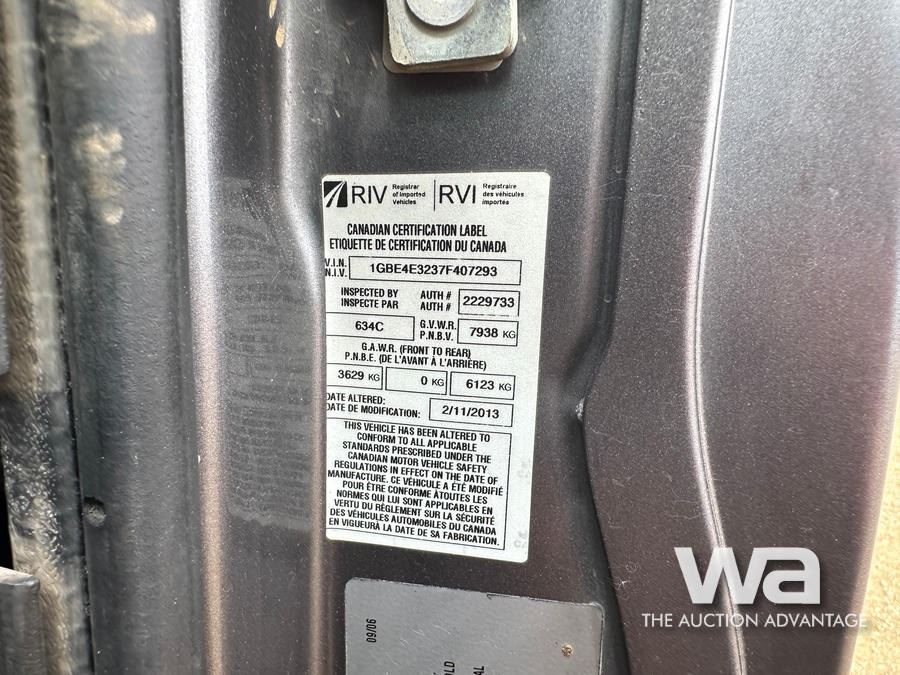 RIV Registrar of Imported Vehicles | RVI Registraire des véhicules importés
CANADIAN CERTIFICATION LABEL
ETIQUETTE DE CERTIFICATION DU CANADA
V.I.N. N.I.V. 1GBE4E3237F407293
INSPECTED BY AUTH #
INSPECTE PAR AUTH # 2229733
634C G.V.W.R. P.N.B.V. 7938 KG
G.A.W.R. (FRONT TO REAR)
P.N.B.E. (DE L'AVANT À L'ARRIÈRE)
3629 KG 0 KG 6123 KG
DATE ALTERED:
DATE DE MODIFICATION: 2/11/2013
THIS VEHICLE HAS BEEN ALTERED TO
CONFORM TO ALL APPLICABLE
STANDARDS PRESCRIBED UNDER THE
CANADIAN MOTOR VEHICLE SAFETY
REGULATIONS IN EFFECT ON THE DATE OF
MANUFACTURE. CE VÉHICULE A ÉTÉ MODIFIÉ
POUR ÊTRE CONFORME ÀTOUTES LES
NORMES QUI LUI SONT APPLICABLES EN
VERTU DU RÈGLEMENT SUR LA SÉCURITÉ
DES VÉHICULES AUTOMOBILES DU CANADA
EN VIGUEURÀ LA DATE DE SA FABRICATION.
09/06
wa
THE AUCTION ADVANTAGE